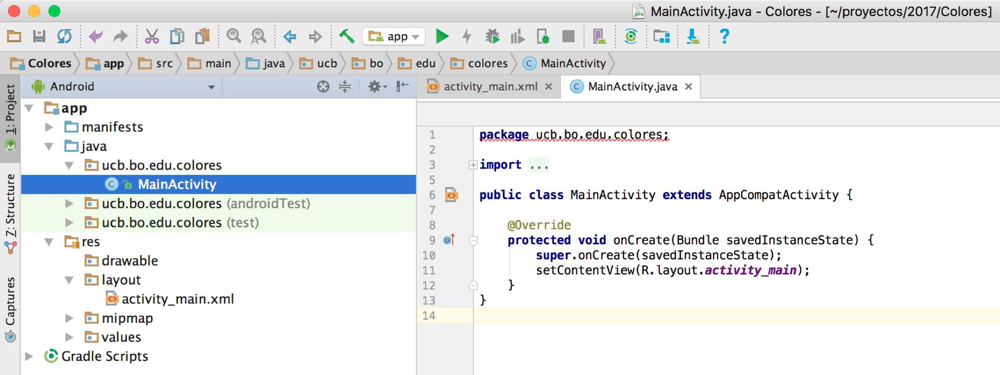 MainActivity.java - Colores - [~/proyectos/2017/Colores]
app
?
Colores app src main java ucb bo edu colores C MainActivity
1: Project
Z: Structure
Captures
Android
app
manifests
java
ucb.bo.edu.colores
C MainActivity
ucb.bo.edu.colores (androidTest)
ucb.bo.edu.colores (test)
res
drawable
layout
activity_main.xml
mipmap
values
Gradle Scripts
activity_main.xml
C MainActivity.java
1 package ucb.bo.edu.colores;
2
3 import ...
5
6 public class MainActivity extends AppCompatActivity {
7
8 @Override
9 protected void onCreate(Bundle savedInstanceState) {
10 super.onCreate(savedInstanceState);
11 setContentView(R.layout.activity_main);
12 }
13 }
14